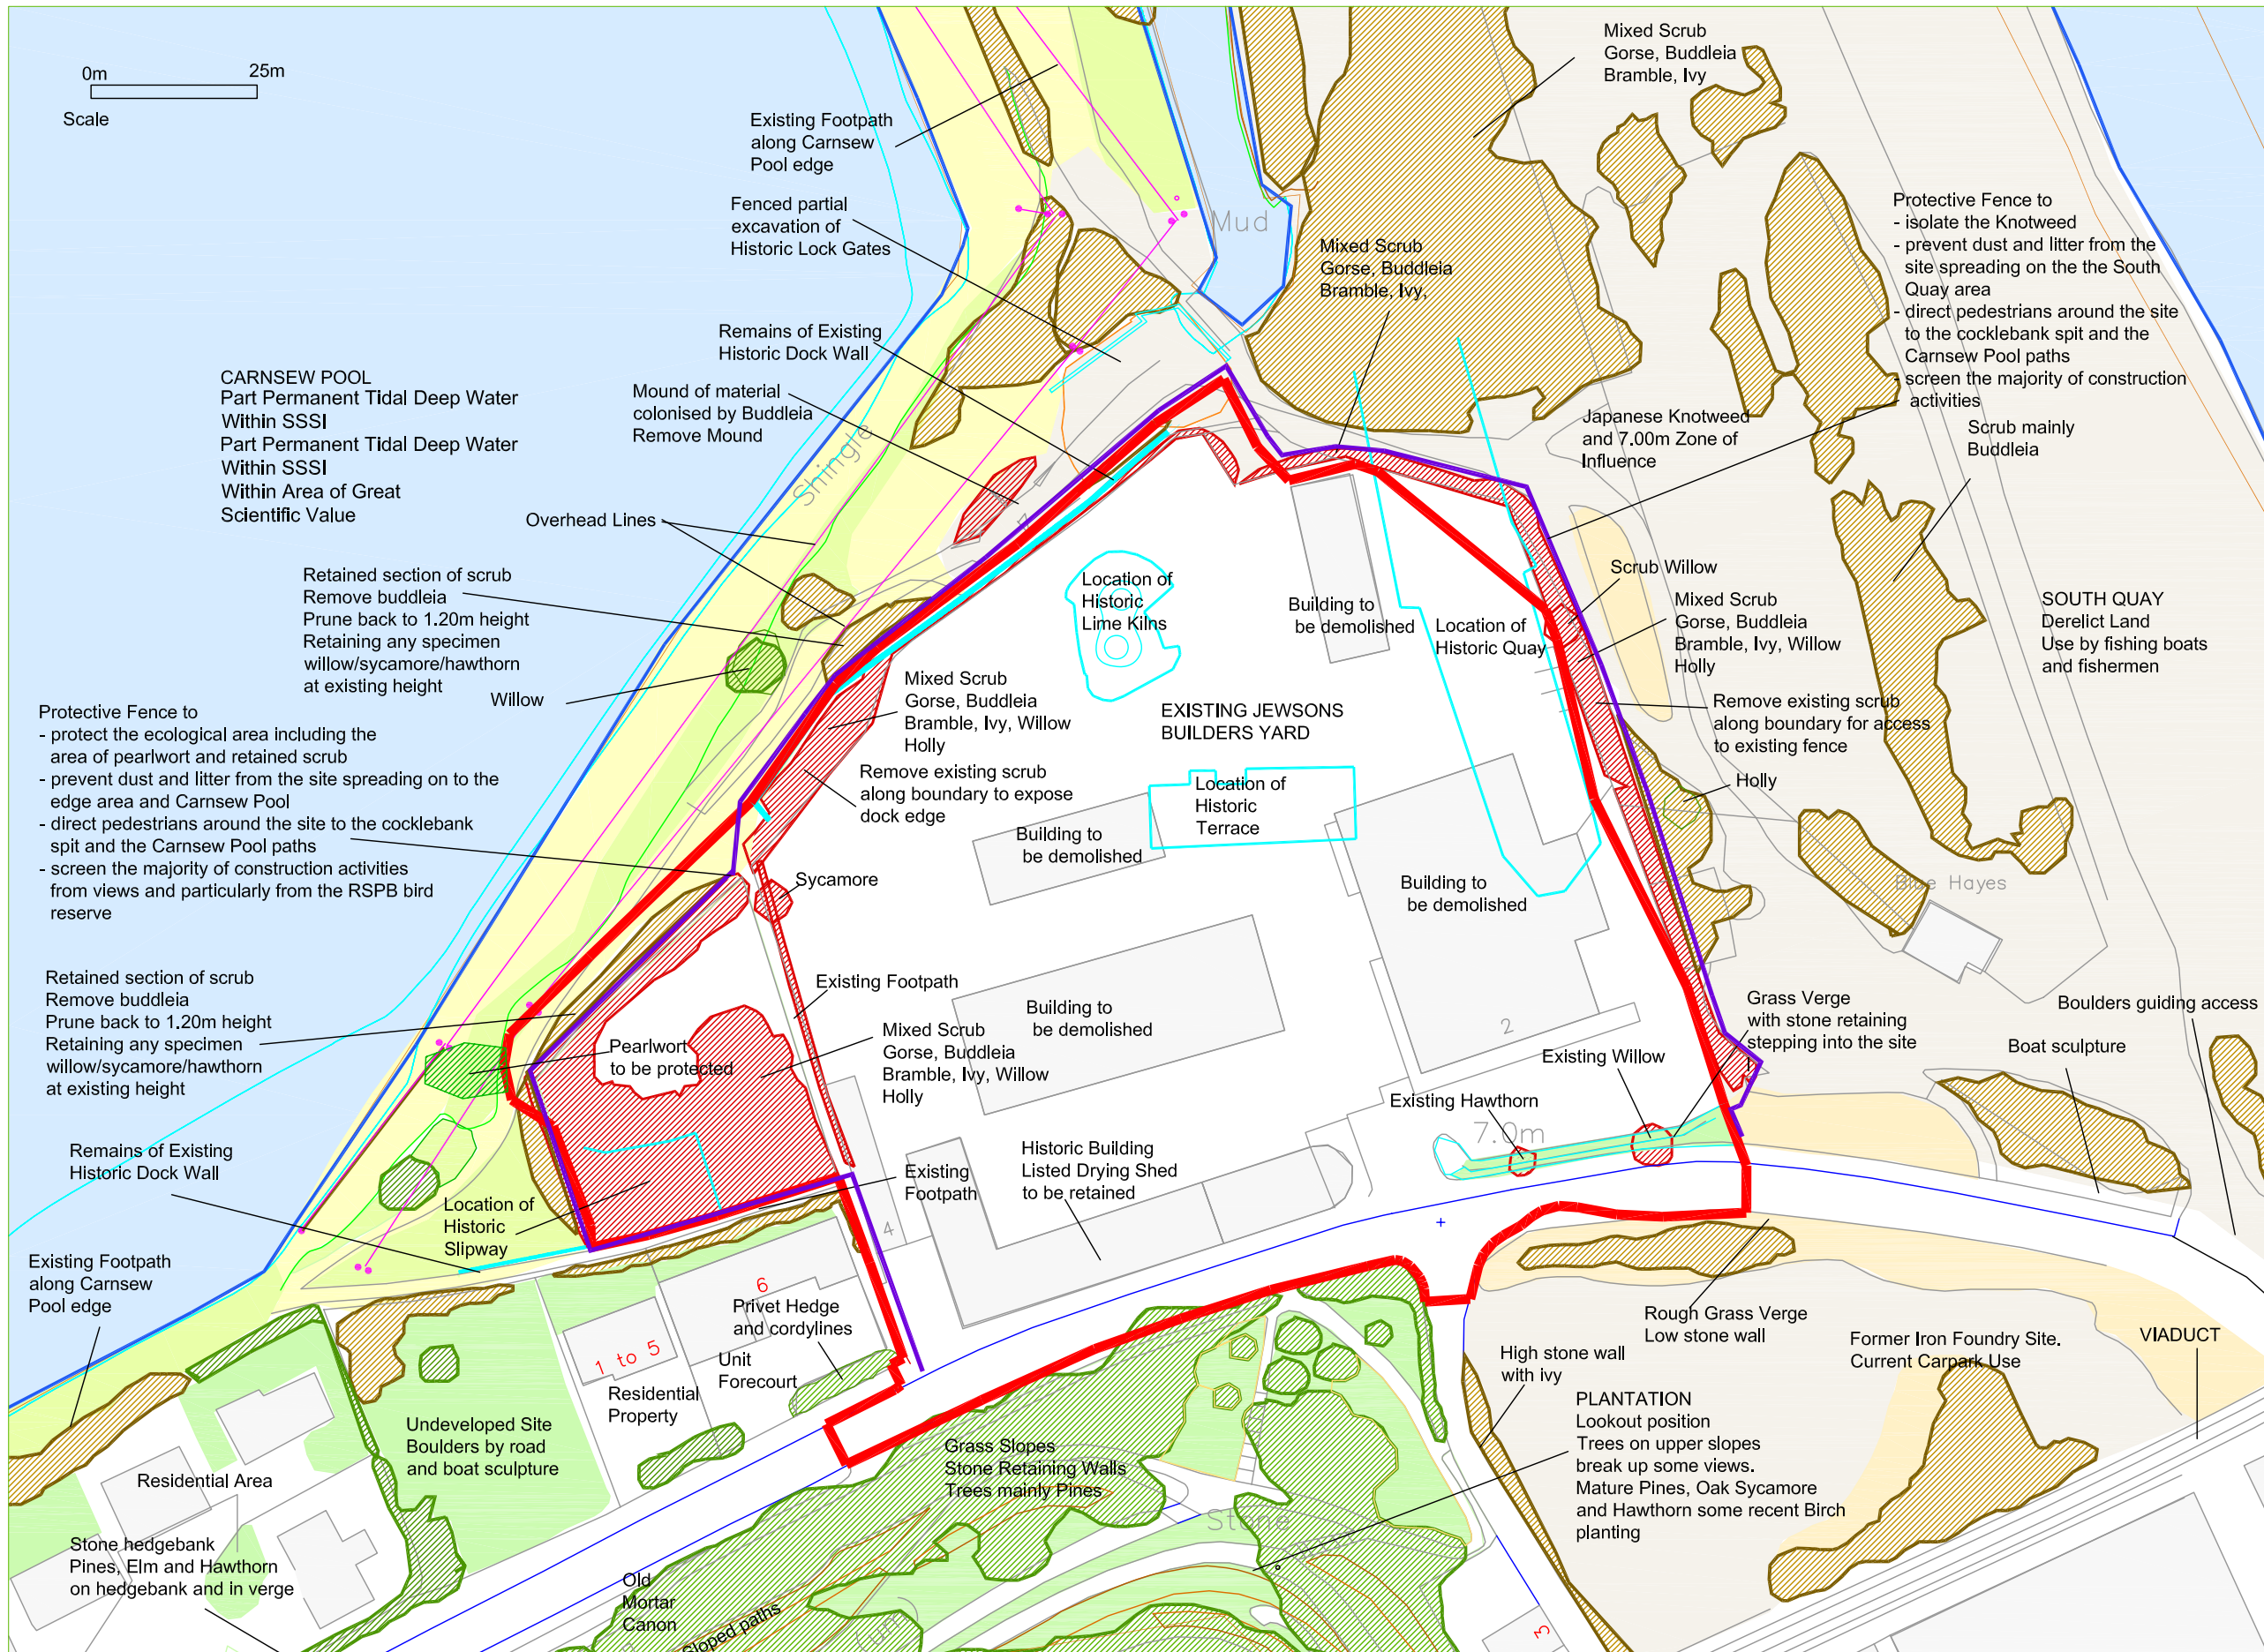 0m 25m
Scale
Existing Footpath
along Carnsew
Pool edge
Fenced partial
excavation of
Historic Lock Gates
Remains of Existing
Historic Dock Wall
Mound of material
colonised by Buddleia
Remove Mound
Mud
Shingle
Mixed Scrub
Gorse, Buddleia
Bramble, Ivy
Mixed Scrub
Gorse, Buddleia
Bramble, Ivy,
Protective Fence to
- isolate the Knotweed
- prevent dust and litter from the
site spreading on the the South
Quay area
- direct pedestrians around the site
to the cocklebank spit and the
Carnsew Pool paths
- screen the majority of construction
activities
Japanese Knotweed
and 7.00m Zone of
Influence
Scrub mainly
Buddleia
CARNSEW POOL
Part Permanent Tidal Deep Water
Within SSSI
Part Permanent Tidal Deep Water
Within SSSI
Within Area of Great
Scientific Value
Overhead Lines
Retained section of scrub
Remove buddleia
Prune back to 1.20m height
Retaining any specimen
willow/sycamore/hawthorn
at existing height
Willow
Location of
Historic
Lime Kilns
Building to
be demolished
Location of
Historic Quay
Scrub Willow
Mixed Scrub
Gorse, Buddleia
Bramble, Ivy, Willow
Holly
SOUTH QUAY
Derelict Land
Use by fishing boats
and fishermen
Remove existing scrub
along boundary for access
to existing fence
Holly
Mixed Scrub
Gorse, Buddleia
Bramble, Ivy, Willow
Holly
EXISTING JEWSONS
BUILDERS YARD
Remove existing scrub
along boundary to expose
dock edge
Location of
Historic
Terrace
Building to
be demolished
Building to
be demolished
Protective Fence to
- protect the ecological area including the
area of pearlwort and retained scrub
- prevent dust and litter from the site spreading on to the
edge area and Carnsew Pool
- direct pedestrians around the site to the cocklebank
spit and the Carnsew Pool paths
- screen the majority of construction activities
from views and particularly from the RSPB bird
reserve
Sycamore
Blue Hayes
Existing Footpath
Building to
be demolished
2
Retained section of scrub
Remove buddleia
Prune back to 1.20m height
Retaining any specimen
willow/sycamore/hawthorn
at existing height
Pearlwort
to be protected
Mixed Scrub
Gorse, Buddleia
Bramble, Ivy, Willow
Holly
Grass Verge
with stone retaining
stepping into the site
Boulders guiding access
Boat sculpture
Existing Willow
Existing Hawthorn
7.0m
Remains of Existing
Historic Dock Wall
Location of
Historic
Slipway
Existing
Footpath
4
Historic Building
Listed Drying Shed
to be retained
Existing Footpath
along Carnsew
Pool edge
6
1 to 5
Privet Hedge
and cordylines
Unit
Forecourt
Residential
Property
Undeveloped Site
Boulders by road
and boat sculpture
Residential Area
Stone hedgebank
Pines, Elm and Hawthorn
on hedgebank and in verge
Rough Grass Verge
Low stone wall
Former Iron Foundry Site.
Current Carpark Use
VIADUCT
High stone wall
with ivy
PLANTATION
Lookout position
Trees on upper slopes
break up some views.
Mature Pines, Oak Sycamore
and Hawthorn some recent Birch
planting
Grass Slopes
Stone Retaining Walls
Trees mainly Pines
Stone
Old
Mortar
Canon
Sloped paths
3